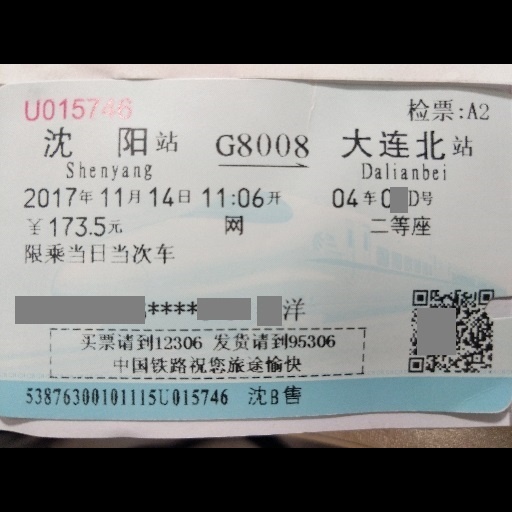 U015746
检票:A2
沈阳站 G8008 大连北站
Shenyang Dalianbei
2017年11月14日 11:06开 04车0D号
¥173.5元 网 二等座
限乘当日当次车
**** 洋
买票请到12306 发货请到95306
中国铁路祝您旅途愉快
53876300101115U015746 沈B售